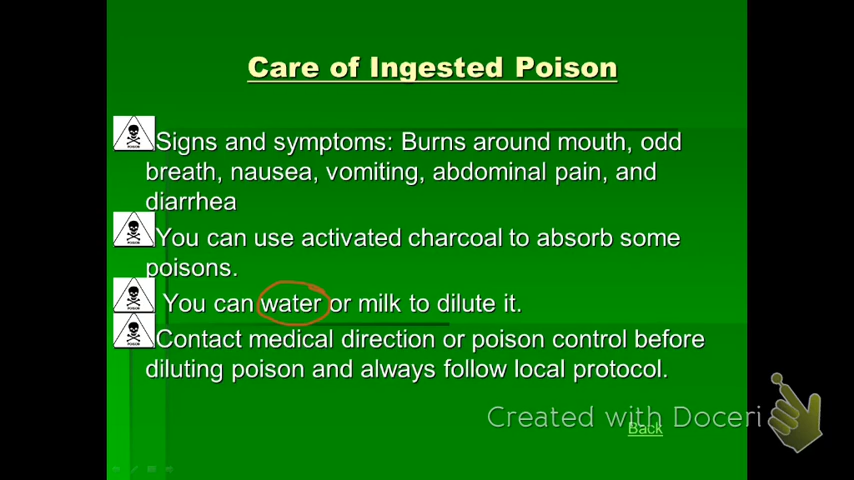 Care of Ingested Poison
Signs and symptoms: Burns around mouth, odd
breath, nausea, vomiting, abdominal pain, and
diarrhea
You can use activated charcoal to absorb some
poisons.
You can water or milk to dilute it.
Contact medical direction or poison control before
diluting poison and always follow local protocol.
Created with Doceri
Back